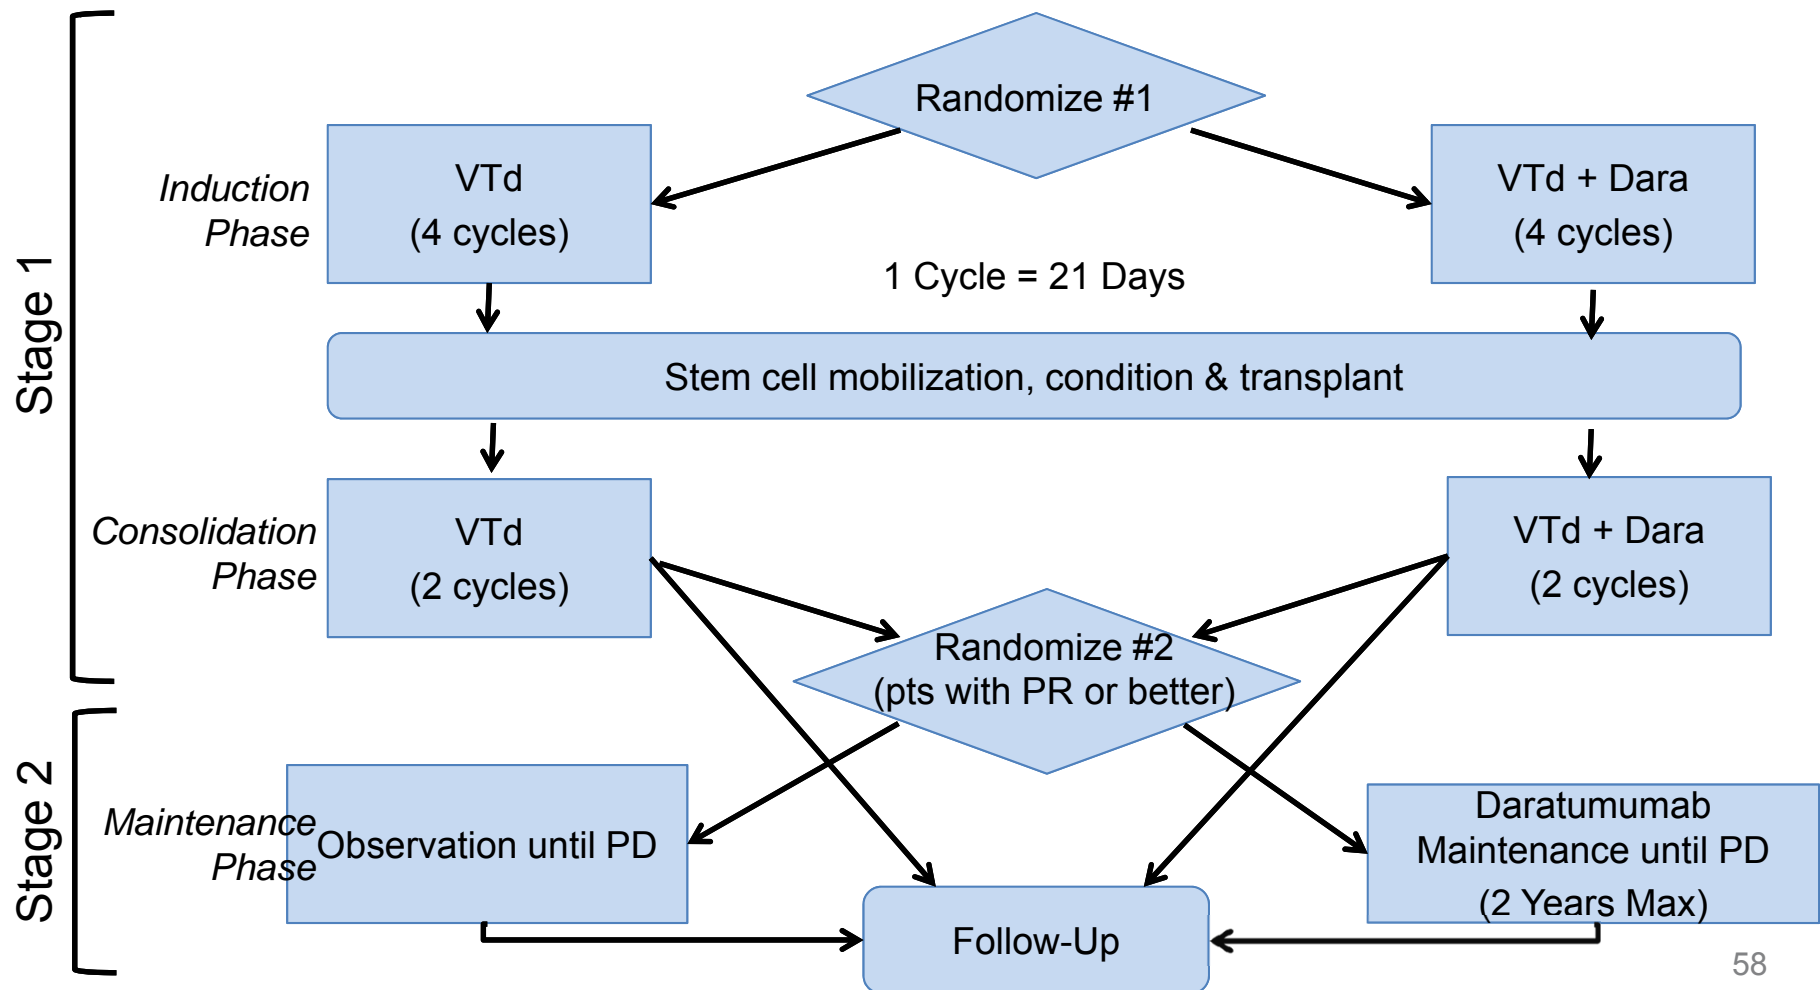 Stage 1
Randomize #1
Induction
Phase
VTd
(4 cycles)
VTd + Dara
(4 cycles)
1 Cycle = 21 Days
Stem cell mobilization, condition & transplant
Consolidation
Phase
VTd
(2 cycles)
VTd + Dara
(2 cycles)
Randomize #2
(pts with PR or better)
Stage 2
Maintenance
Phase
Observation until PD
Daratumumab
Maintenance until PD
(2 Years Max)
Follow-Up
58